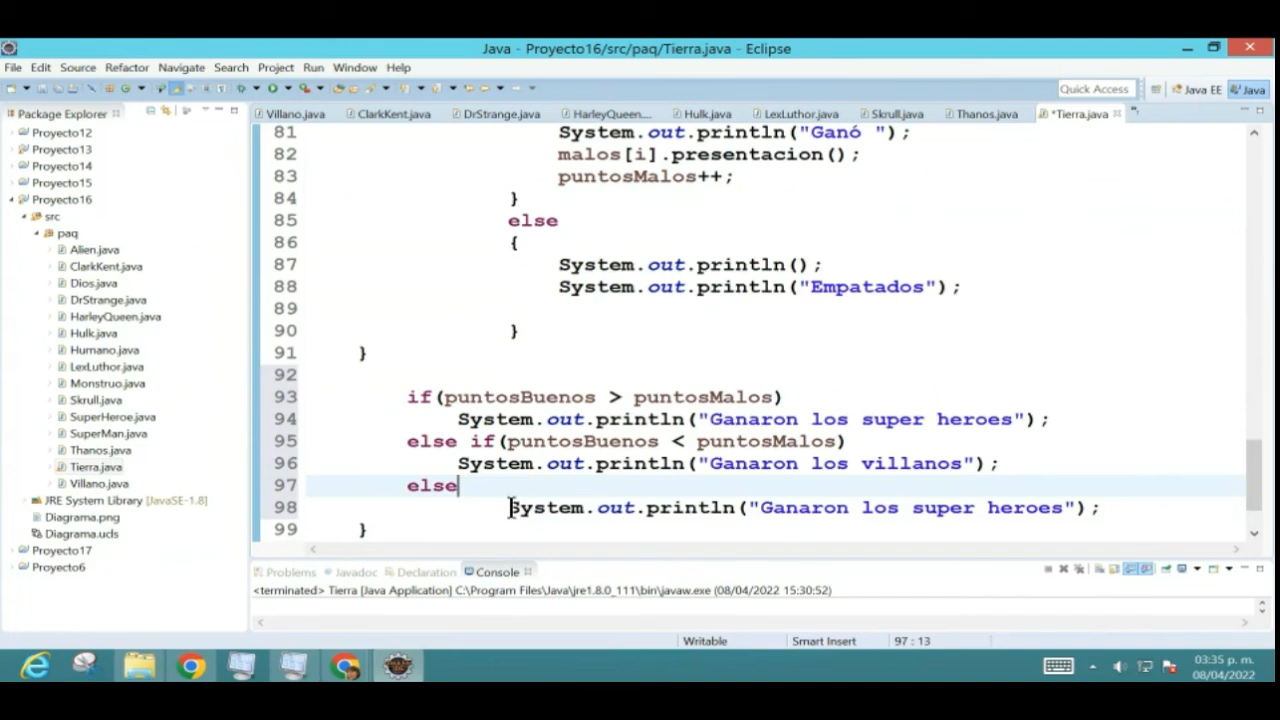 Java - Proyecto16/src/paq/Tierra.java - Eclipse
File Edit Source Refactor Navigate Search Project Run Window Help
Quick Access Java EE Java
Package Explorer
Villano.java ClarkKent.java DrStrange.java HarleyQueen.... Hulk.java LexLuthor.java Skrull.java Thanos.java *Tierra.java
Proyecto12
Proyecto13
Proyecto14
Proyecto15
Proyecto16
src
paq
Alien.java
ClarkKent.java
Dios.java
DrStrange.java
HarleyQueen.java
Hulk.java
Humano.java
LexLuthor.java
Monstruo.java
Skrull.java
SuperHeroe.java
SuperMan.java
Thanos.java
Tierra.java
Villano.java
JRE System Library [JavaSE-1.8]
Diagrama.png
Diagrama.ucls
Proyecto17
Proyecto6
81 System.out.println("Ganó ");
82 malos[i].presentacion();
83 puntosMalos++;
84 }
85 else
86 {
87 System.out.println();
88 System.out.println("Empatados");
89
90 }
91 }
92
93 if(puntosBuenos > puntosMalos)
94 System.out.println("Ganaron los super heroes");
95 else if(puntosBuenos < puntosMalos)
96 System.out.println("Ganaron los villanos");
97 else
98 System.out.println("Ganaron los super heroes");
99 }
Problems Javadoc Declaration Console
<terminated> Tierra [Java Application] C:\Program Files\Java\jre1.8.0_111\bin\javaw.exe (08/04/2022 15:30:52)
Writable Smart Insert 97 : 13
03:35 p. m.
08/04/2022